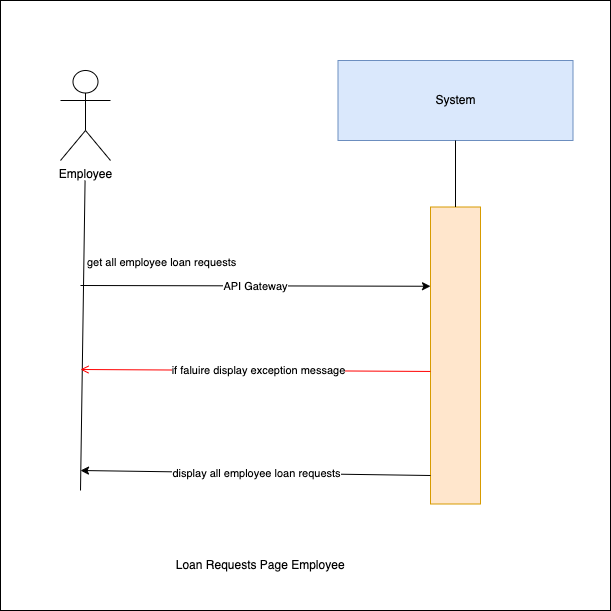 System
Employee
get all employee loan requests
API Gateway
if faluire display exception message
display all employee loan requests
Loan Requests Page Employee